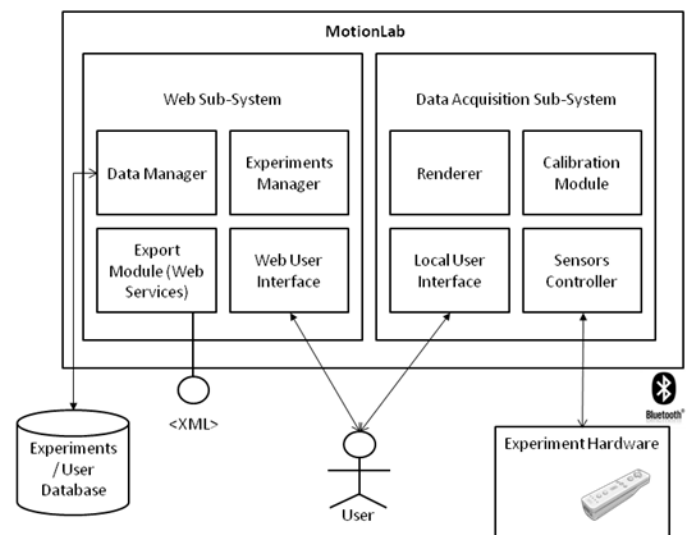 MotionLab
Web Sub-System
Data Acquisition Sub-System
Data Manager
Experiments
Manager
Renderer
Calibration
Module
Export
Module (Web
Services)
Web User
Interface
Local User
Interface
Sensors
Controller
<XML>
Bluetooth®
Experiments
/ User
Database
User
Experiment Hardware